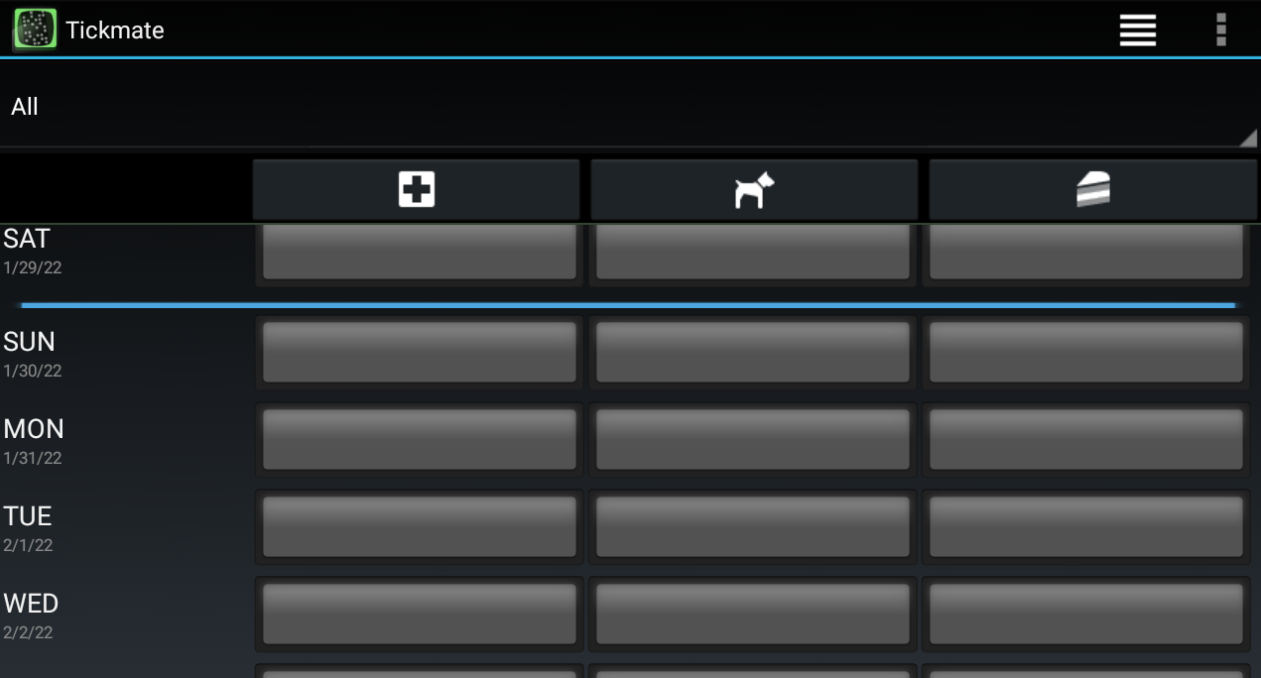 Tickmate
All
SAT
1/29/22
SUN
1/30/22
MON
1/31/22
TUE
2/1/22
WED
2/2/22